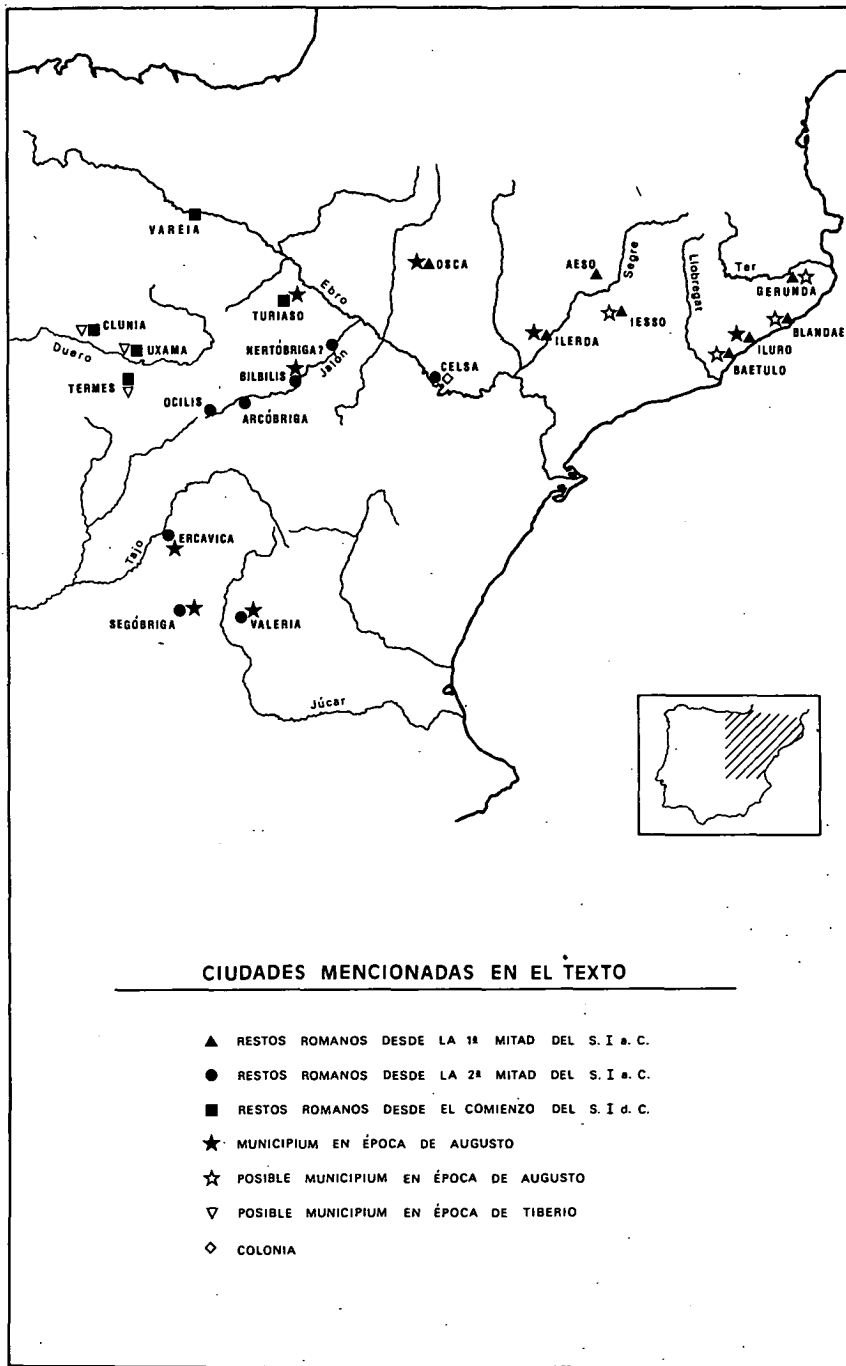 VAREIA
OSCA
AESO
Segre
Llobregat
Ter
GERUNDA
Ebro
TURIASO
IESSO
BLANDAE
CLUNIA
Duero
UXAMA
NERTÓBRIGA?
Jalón
ILERDA
ILURO
BAETULO
TERMES
BILBILIS
CELSA
OCILIS
ARCÓBRIGA
Tajo
ERCAVICA
SEGÓBRIGA
VALERIA
Júcar
CIUDADES MENCIONADAS EN EL TEXTO
▲ RESTOS ROMANOS DESDE LA 1ª MITAD DEL S. I a. C.
● RESTOS ROMANOS DESDE LA 2ª MITAD DEL S. I a. C.
■ RESTOS ROMANOS DESDE EL COMIENZO DEL S. I d. C.
★ MUNICIPIUM EN ÉPOCA DE AUGUSTO
☆ POSIBLE MUNICIPIUM EN ÉPOCA DE AUGUSTO
▽ POSIBLE MUNICIPIUM EN ÉPOCA DE TIBERIO
◇ COLONIA